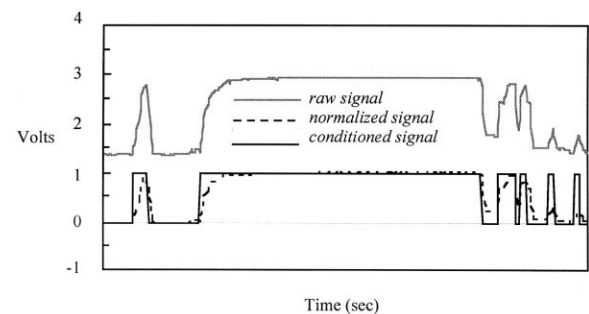 4
3
raw signal
normalized signal
Volts
2
conditioned signal
1
0
-1
Time (sec)